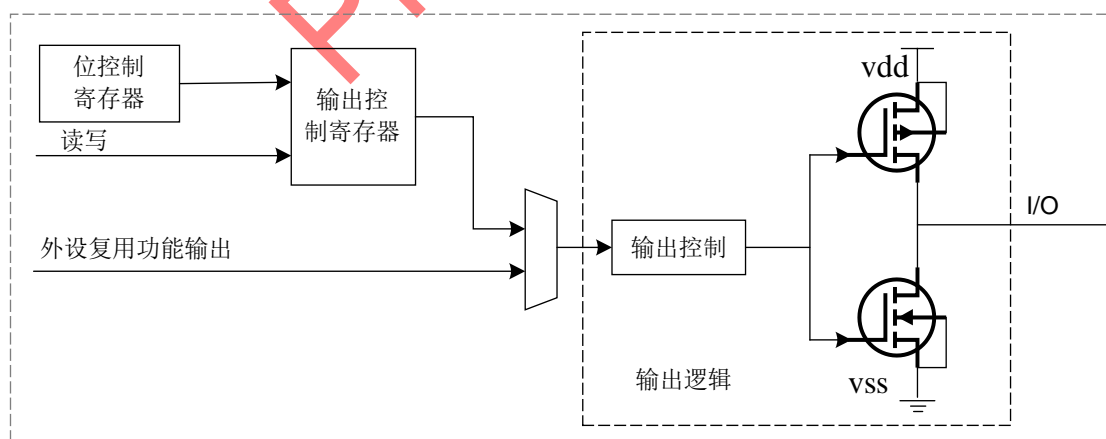 位控制
寄存器
读写
输出控
制寄存器
外设复用功能输出
输出控制
输出逻辑
vdd
vss
I/O